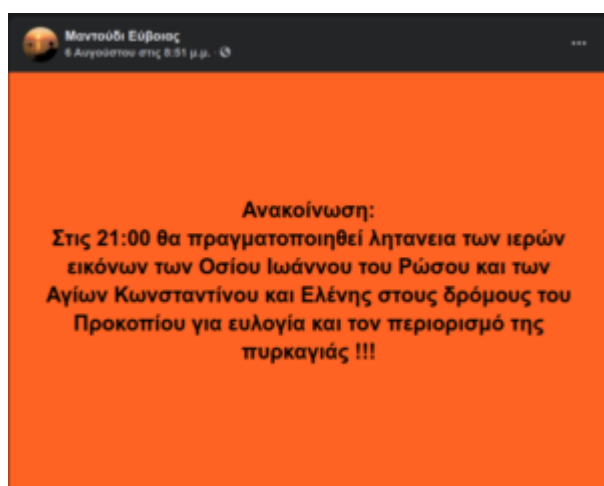 Μαντούδι Εύβοιας
6 Αυγούστου στις 8:51 μ.μ. ·
Ανακοίνωση:
Στις 21:00 θα πραγματοποιηθεί λητανεια των ιερών
εικόνων των Οσίου Ιωάννου του Ρώσου και των
Αγίων Κωνσταντίνου και Ελένης στους δρόμους του
Προκοπίου για ευλογία και τον περιορισμό της
πυρκαγιάς !!!